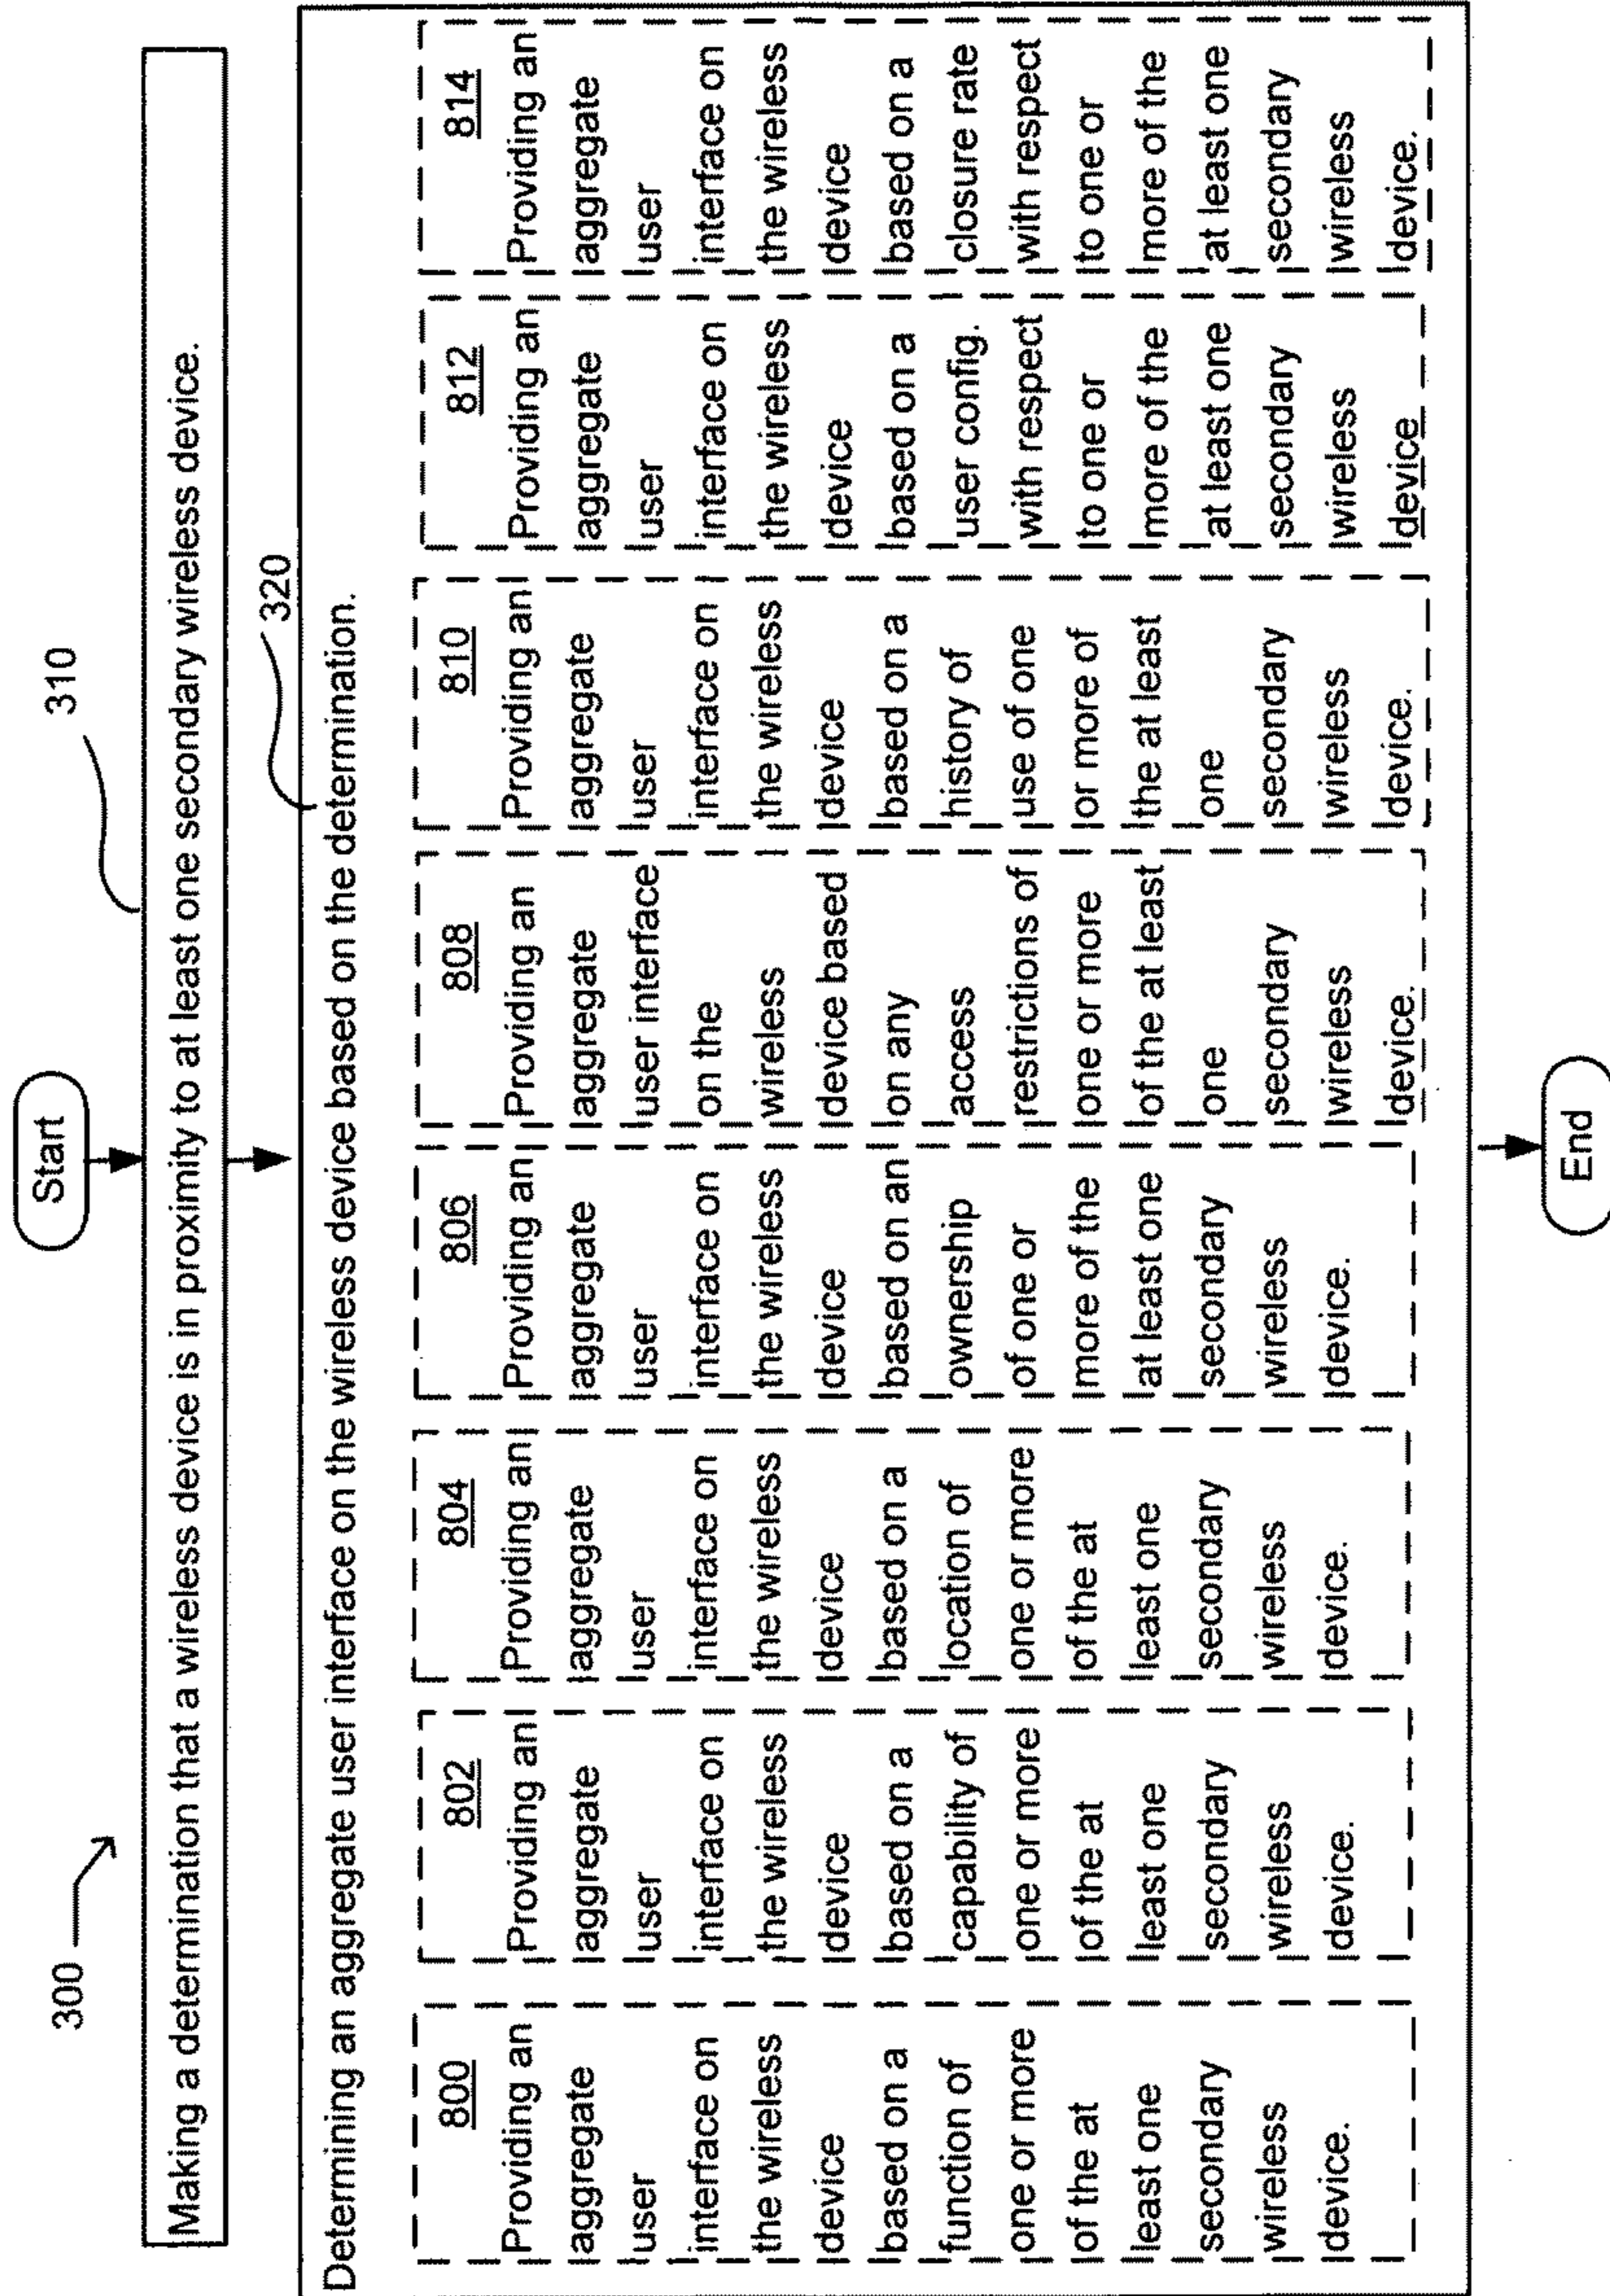 Start
300
310
Making a determination that a wireless device is in proximity to at least one secondary wireless device.
320
Determining an aggregate user interface on the wireless device based on the determination.
800
Providing an
aggregate
user
interface on
the wireless
device
based on a
function of
one or more
of the at
least one
secondary
wireless
device.
802
Providing an
aggregate
user
interface on
the wireless
device
based on a
capability of
one or more
of the at
least one
secondary
wireless
device.
804
Providing an
aggregate
user
interface on
the wireless
device
based on a
location of
one or more
of the at
least one
secondary
wireless
device.
806
Providing an
aggregate
user
interface on
the wireless
device
based on an
ownership
of one or
more of the
at least one
secondary
wireless
device.
808
Providing an
aggregate
user interface
on the
wireless
device based
on any
access
restrictions of
one or more
of the at least
one
secondary
wireless
device.
810
Providing an
aggregate
user
interface on
the wireless
device
based on a
history of
use of one
or more of
the at least
one
secondary
wireless
device.
812
Providing an
aggregate
user
interface on
the wireless
device
based on a
user config.
with respect
to one or
more of the
at least one
secondary
wireless
device
814
Providing an
aggregate
user
interface on
the wireless
device
based on a
closure rate
with respect
to one or
more of the
at least one
secondary
wireless
device.
End